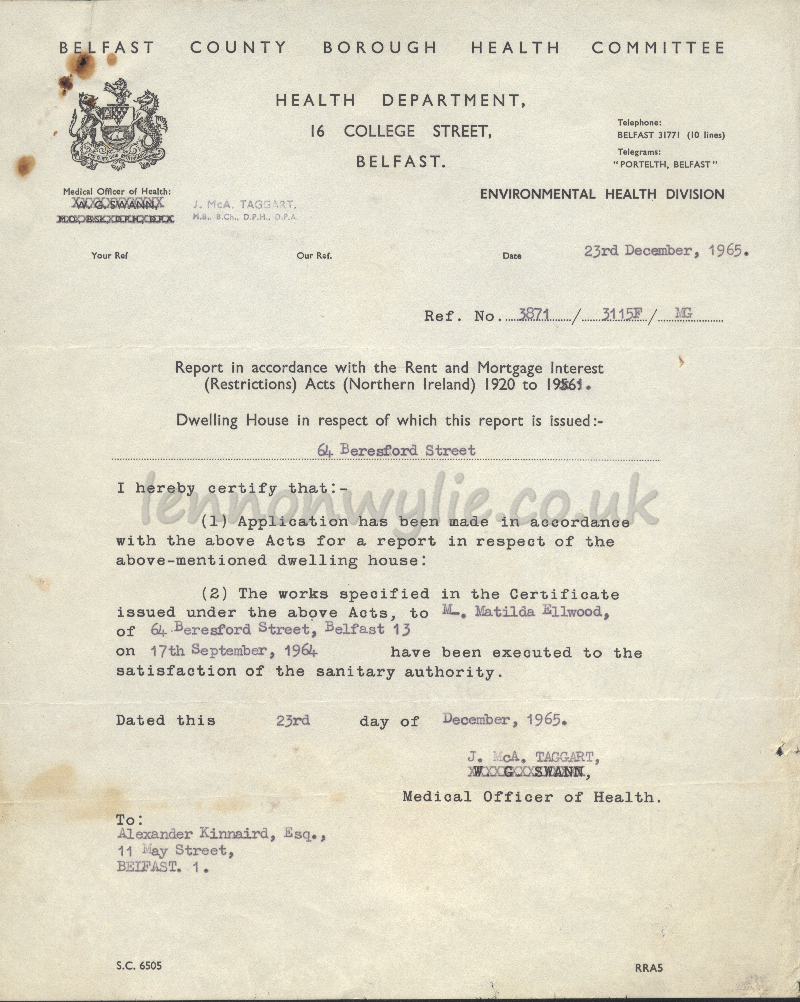 BELFAST COUNTY BOROUGH HEALTH COMMITTEE
HEALTH DEPARTMENT,
16 COLLEGE STREET,
BELFAST.
Telephone:
BELFAST 31771 (10 lines)
Telegrams:
"PORTELTH, BELFAST"
ENVIRONMENTAL HEALTH DIVISION
Medical Officer of Health:
W. G. SWANN,
J. McA. TAGGART,
M.B., B.Ch., D.P.H., D.P.A.
Your Ref Our Ref. Date 23rd December, 1965.
Ref. No. 3871 / 3115F / MG
Report in accordance with the Rent and Mortgage Interest
(Restrictions) Acts (Northern Ireland) 1920 to 1961.
Dwelling House in respect of which this report is issued:-
64 Beresford Street
lennonwylie.co.uk
I hereby certify that:-
(1) Application has been made in accordance
with the above Acts for a report in respect of the
above-mentioned dwelling house:
(2) The works specified in the Certificate
issued under the above Acts, to Matilda Ellwood,
of 64 Beresford Street, Belfast 13
on 17th September, 1964 have been executed to the
satisfaction of the sanitary authority.
Dated this 23rd day of December, 1965.
J. McA. TAGGART,
W G SWANN,
Medical Officer of Health.
To:
Alexander Kinnaird, Esq.,
11 May Street,
BELFAST. 1.
S.C. 6505 RRA5